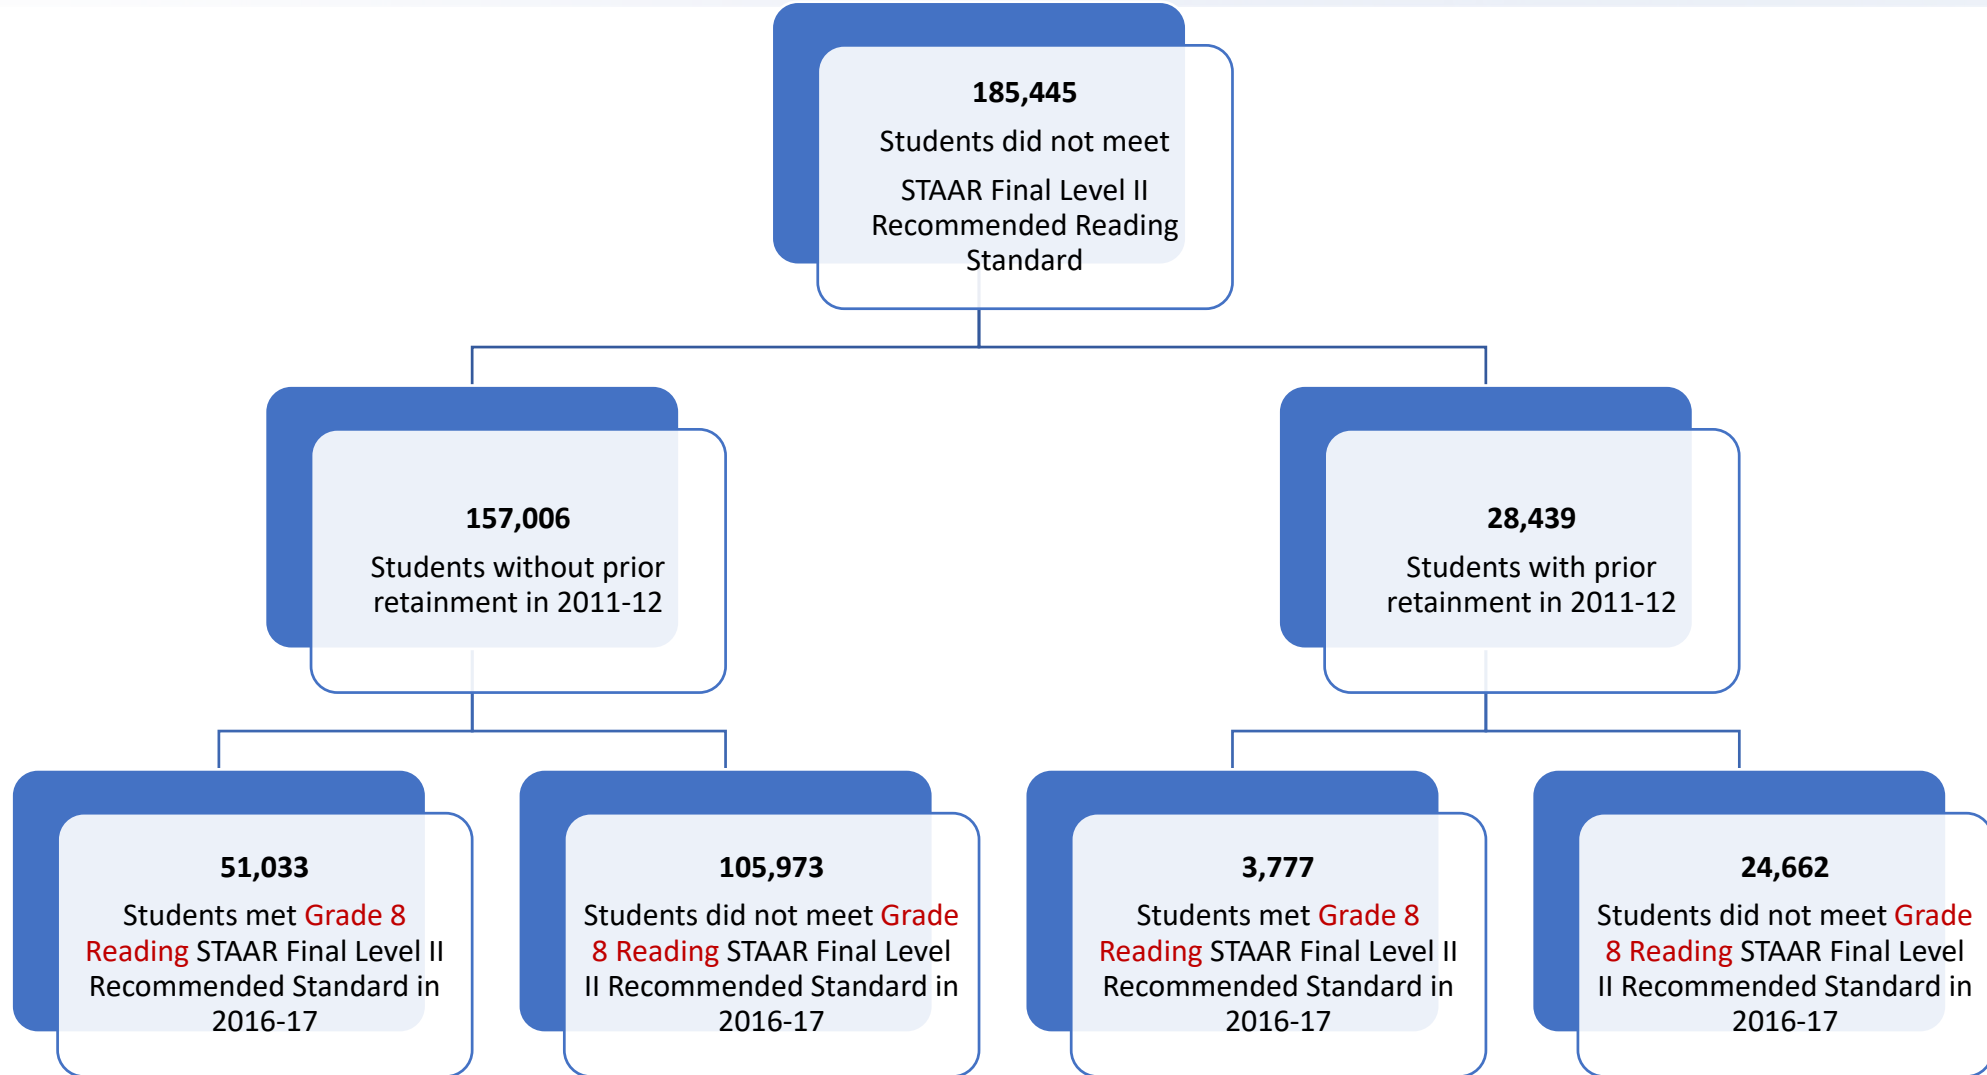 185,445
Students did not meet
STAAR Final Level II
Recommended Reading
Standard
157,006
Students without prior
retainment in 2011-12
28,439
Students with prior
retainment in 2011-12
51,033
Students met Grade 8
Reading STAAR Final Level II
Recommended Standard in
2016-17
105,973
Students did not meet Grade
8 Reading STAAR Final Level
II Recommended Standard in
2016-17
3,777
Students met Grade 8
Reading STAAR Final Level II
Recommended Standard in
2016-17
24,662
Students did not meet Grade
8 Reading STAAR Final Level
II Recommended Standard in
2016-17